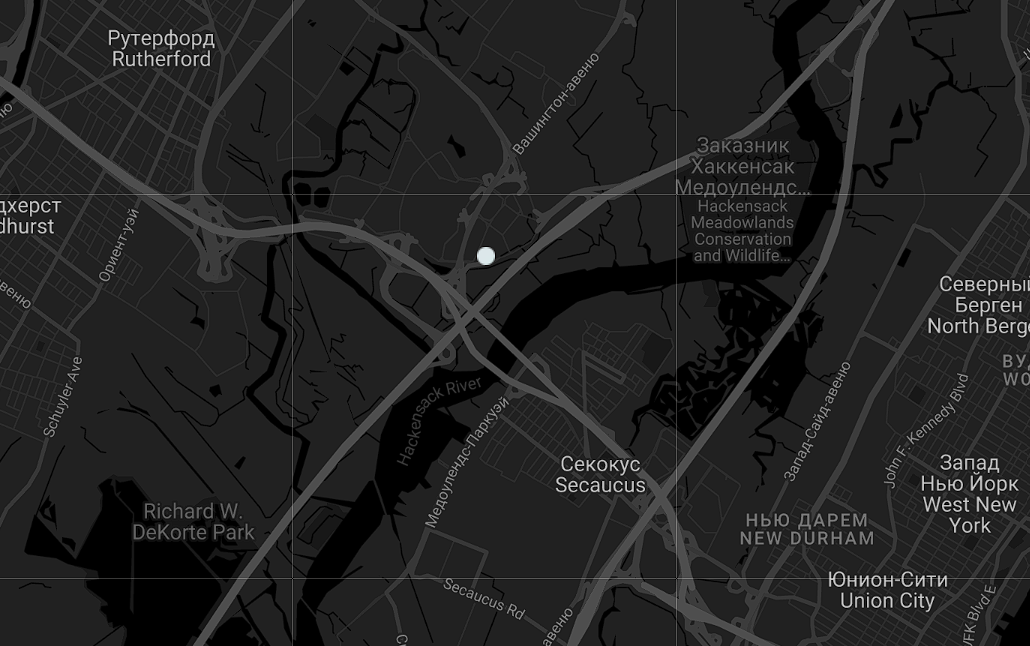 Рутерфорд
Rutherford
Вашингтон-авеню
Заказник
Хаккенсак
Медоулендс...
Hackensack
Meadowlands
Conservation
and Wildlife...
дхерст
dhurst
Ориент-уэй
авеню
Северный
Берген
North Berge
ВУД
WO
Schuyler Ave
Hackensack River
Медоулендс-Паркуэй
Запад-Сайд-авеню
John F. Kennedy Blvd
Секокус
Secaucus
Запад
Нью Йорк
West New
York
Richard W.
DeKorte Park
НЬЮ ДАРЕМ
NEW DURHAM
Юнион-Сити
Union City
Secaucus Rd
авеню
JFK Blvd E